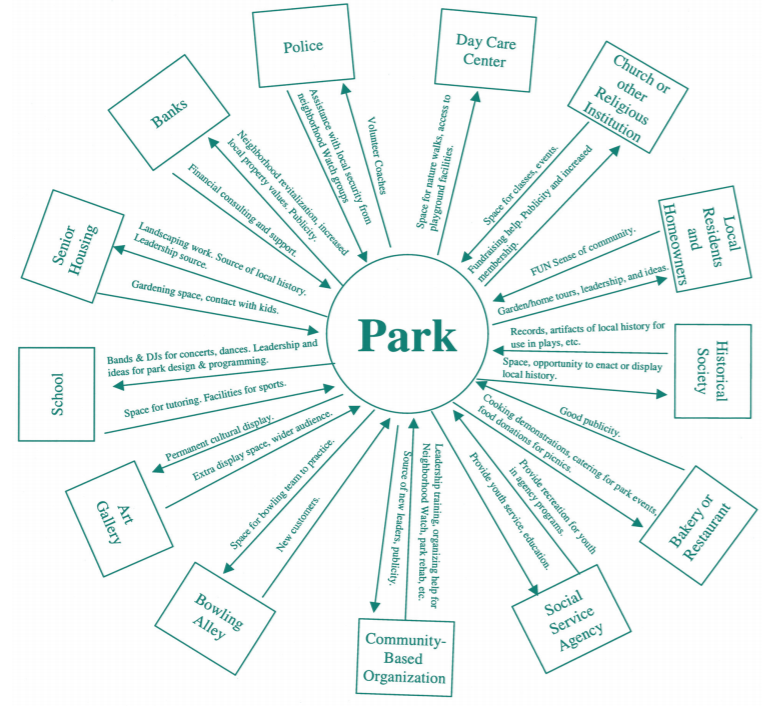 Police
Day Care
Center
Church or
other
Religious
Institution
Banks
Assistance with local security from
neighborhood Watch groups
Volunteer Coaches
Space for nature walks, access to
playground facilities.
Space for classes, events.
Fundraising help. Publicity and increased
membership.
Neighborhood revitalization, increased
local property values. Publicity.
Financial consulting and support.
Senior
Housing
Landscaping work. Source of local history.
Leadership source.
Gardening space, contact with kids.
Local
Residents
and
Homeowners
FUN Sense of community.
Garden/home tours, leadership, and ideas.
Park
Records, artifacts of local history for
use in plays, etc.
Space, opportunity to enact or display
local history.
Historical
Society
School
Bands & DJs for concerts, dances. Leadership and
ideas for park design & programming.
Space for tutoring. Facilities for sports.
Good publicity.
Cooking demonstrations, catering for park events,
food donations for picnics.
Bakery or
Restaurant
Art
Gallery
Permanent cultural display.
Extra display space, wider audience.
Space for bowling team to practice.
New customers.
Bowling
Alley
Source of new leaders, publicity.
Leadership training, organizing help for
Neighborhood Watch, park rehab, etc.
Community-
Based
Organization
Provide youth service, education.
Provide recreation for youth
in agency programs.
Social
Service
Agency